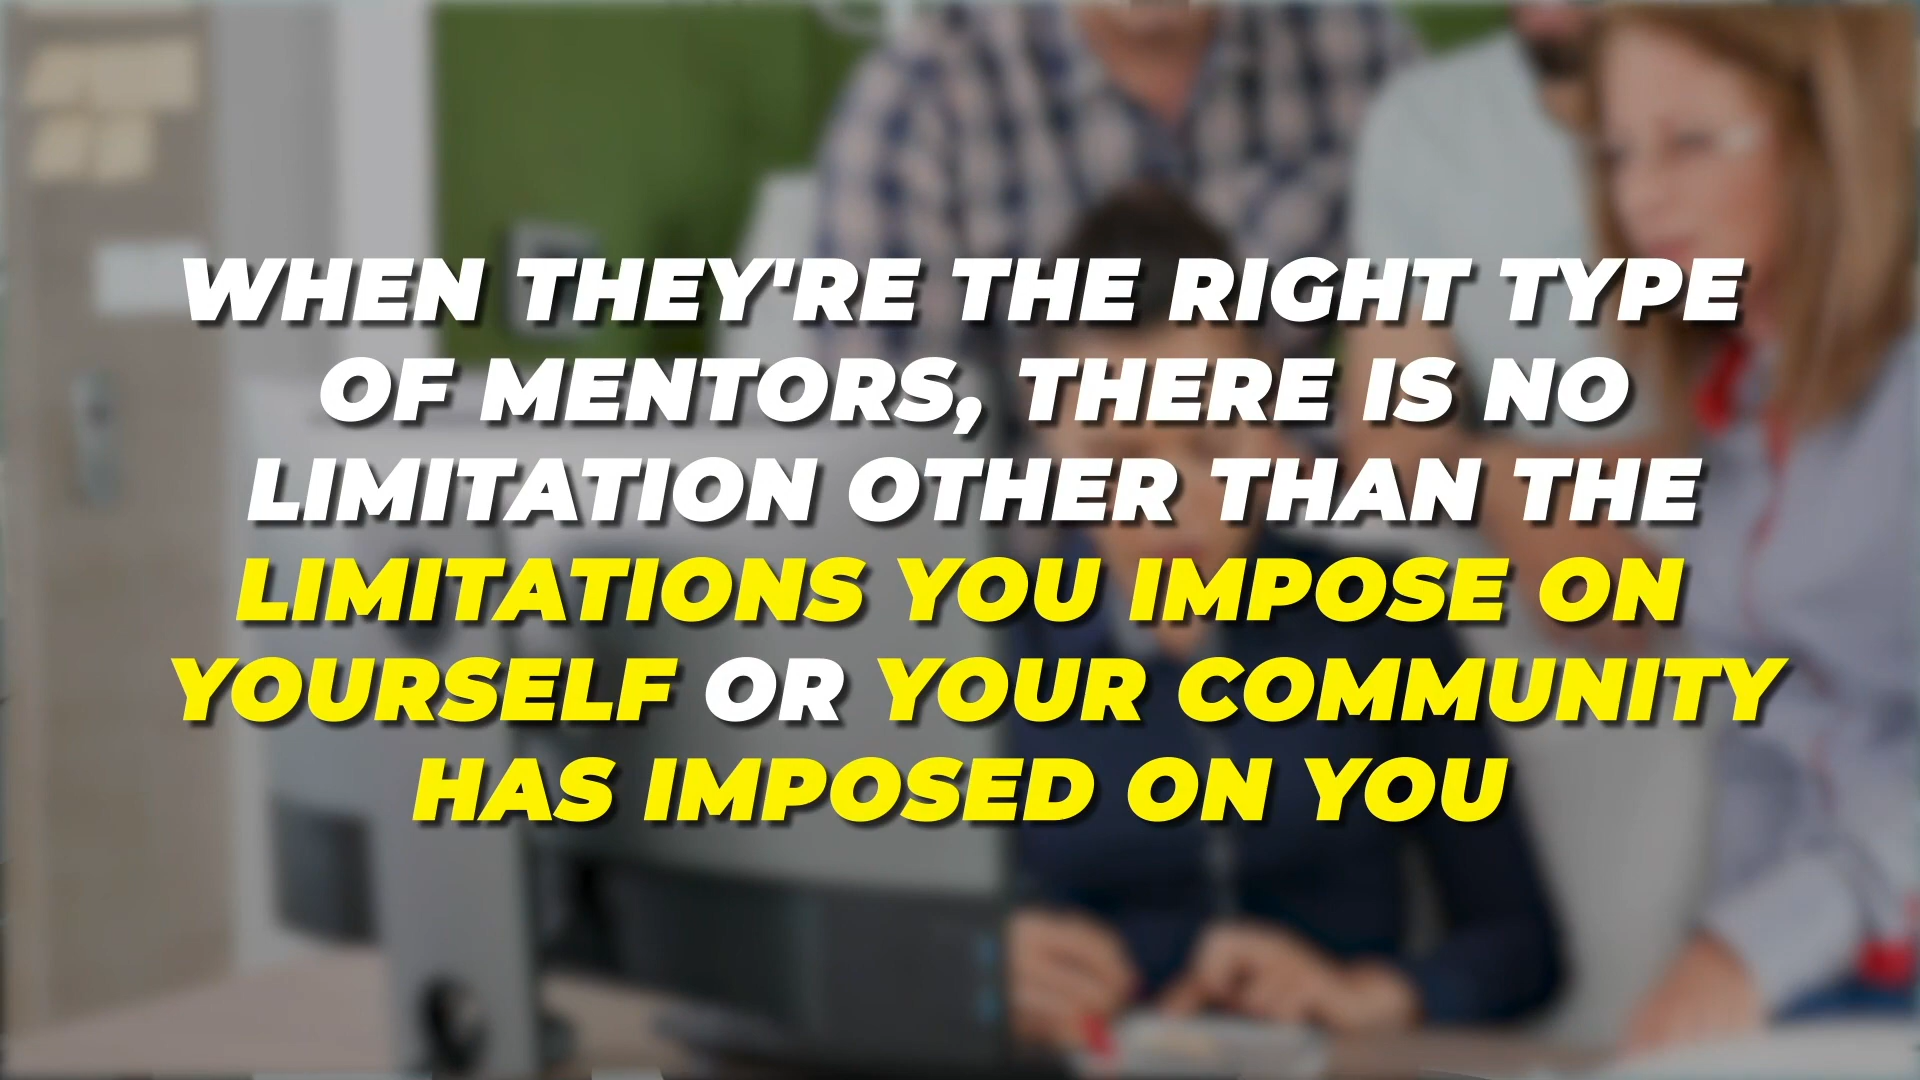 WHEN THEY'RE THE RIGHT TYPE
OF MENTORS, THERE IS NO
LIMITATION OTHER THAN THE
LIMITATIONS YOU IMPOSE ON
YOURSELF OR YOUR COMMUNITY
HAS IMPOSED ON YOU